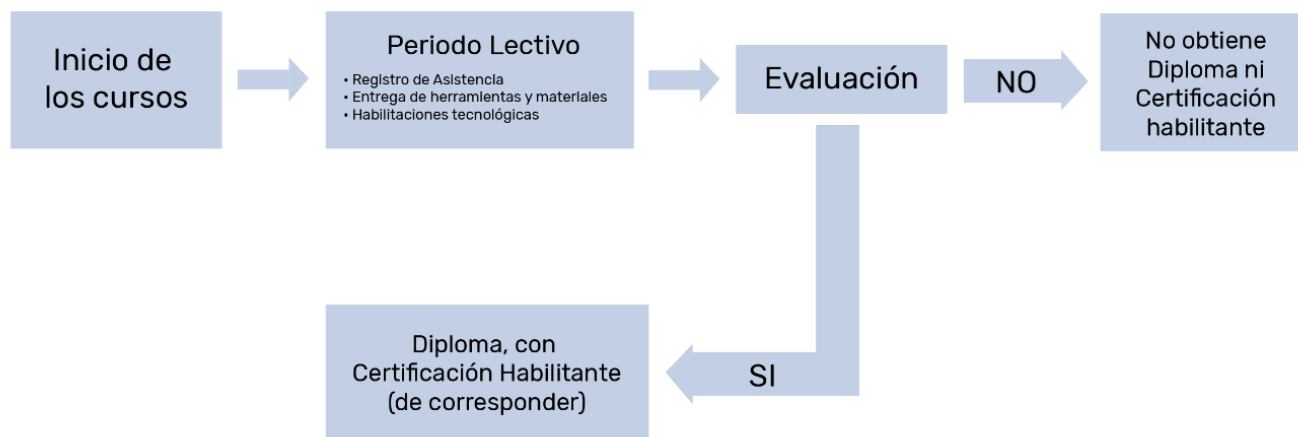 Inicio de
los cursos
Periodo Lectivo
• Registro de Asistencia
• Entrega de herramientas y materiales
• Habilitaciones tecnológicas
Evaluación
NO
No obtiene
Diploma ni
Certificación
habilitante
SI
Diploma, con
Certificación Habilitante
(de corresponder)